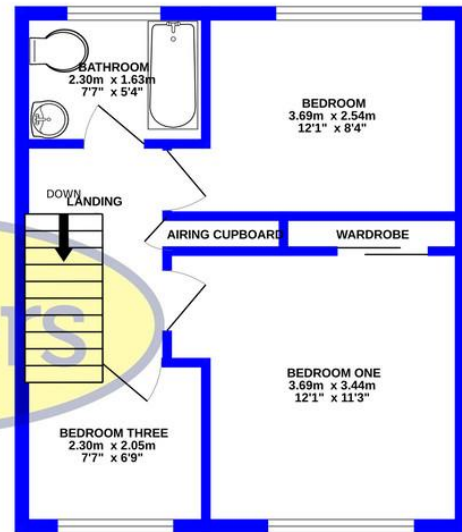 BATHROOM
2.30m x 1.63m
7'7" x 5'4"
BEDROOM
3.69m x 2.54m
12'1" x 8'4"
DOWN
LANDING
AIRING CUPBOARD
WARDROBE
rs
BEDROOM ONE
3.69m x 3.44m
12'1" x 11'3"
BEDROOM THREE
2.30m x 2.05m
7'7" x 6'9"